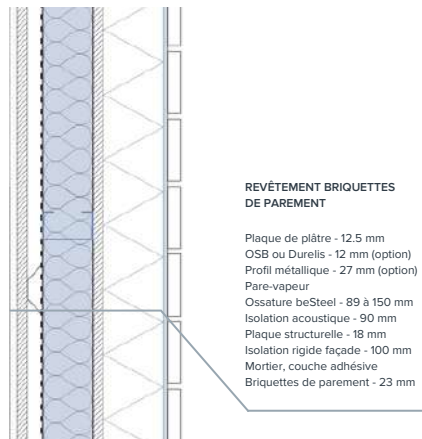 REVÊTEMENT BRIQUETTES
DE PAREMENT
Plaque de plâtre - 12.5 mm
OSB ou Durelis - 12 mm (option)
Profil métallique - 27 mm (option)
Pare-vapeur
Ossature beSteel - 89 à 150 mm
Isolation acoustique - 90 mm
Plaque structurelle - 18 mm
Isolation rigide façade - 100 mm
Mortier, couche adhésive
Briquettes de parement - 23 mm